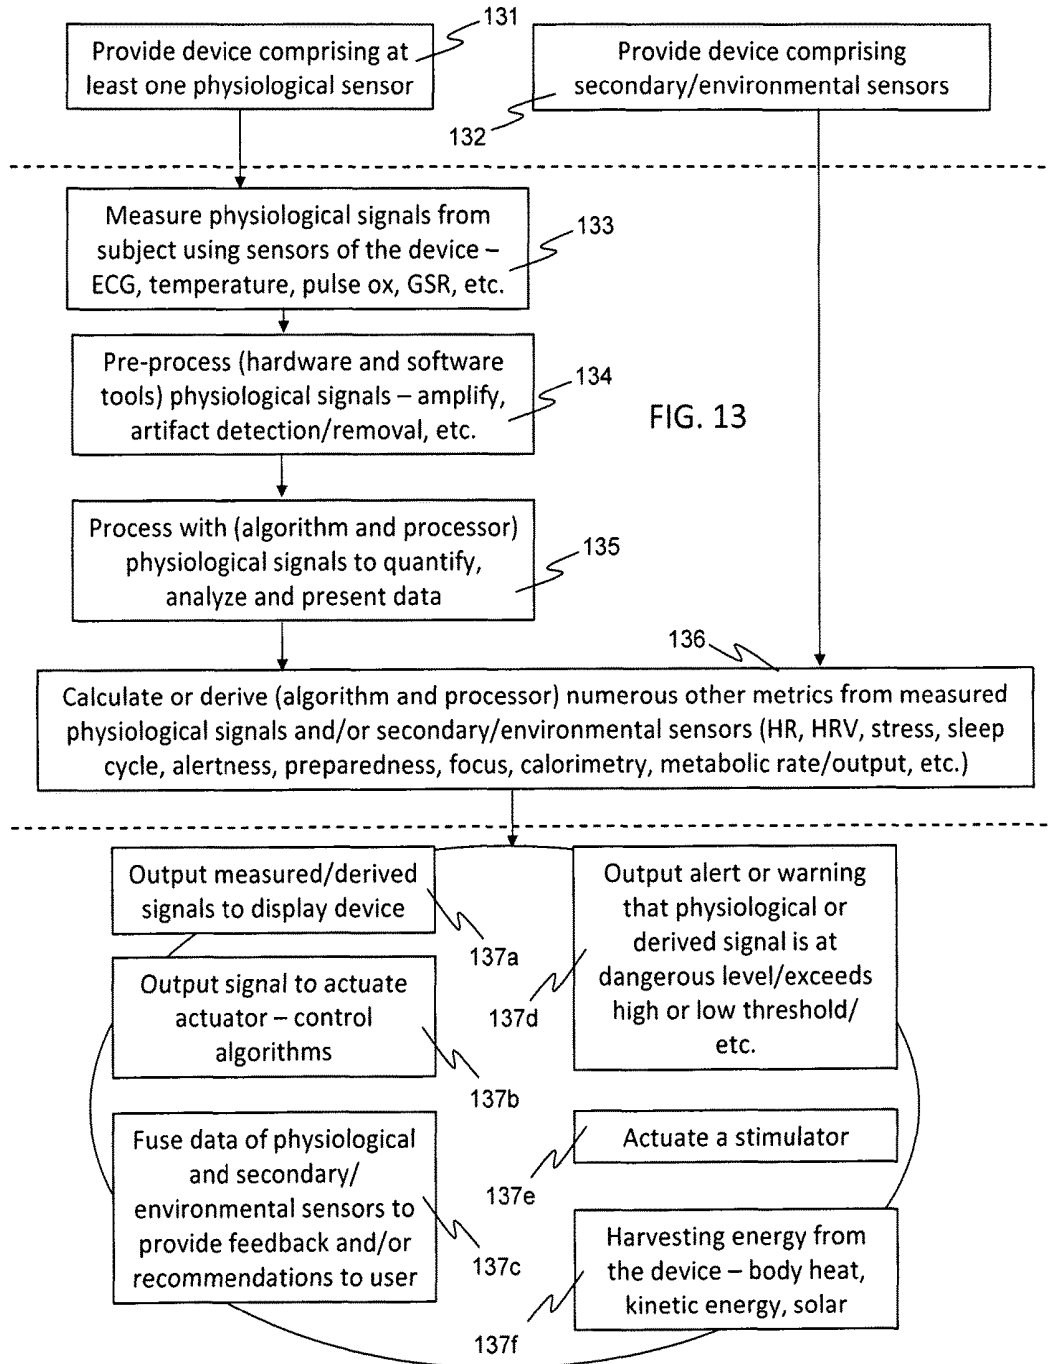 131
Provide device comprising at
least one physiological sensor
Provide device comprising
secondary/environmental sensors
132
Measure physiological signals from
subject using sensors of the device –
ECG, temperature, pulse ox, GSR, etc.
133
Pre-process (hardware and software
tools) physiological signals – amplify,
artifact detection/removal, etc.
134
FIG. 13
Process with (algorithm and processor)
physiological signals to quantify,
analyze and present data
135
136
Calculate or derive (algorithm and processor) numerous other metrics from measured
physiological signals and/or secondary/environmental sensors (HR, HRV, stress, sleep
cycle, alertness, preparedness, focus, calorimetry, metabolic rate/output, etc.)
Output measured/derived
signals to display device
137a
Output signal to actuate
actuator – control
algorithms
137b
Fuse data of physiological
and secondary/
environmental sensors to
provide feedback and/or
recommendations to user
137c
Output alert or warning
that physiological or
derived signal is at
dangerous level/exceeds
high or low threshold/
etc.
137d
Actuate a stimulator
137e
Harvesting energy from
the device – body heat,
kinetic energy, solar
137f